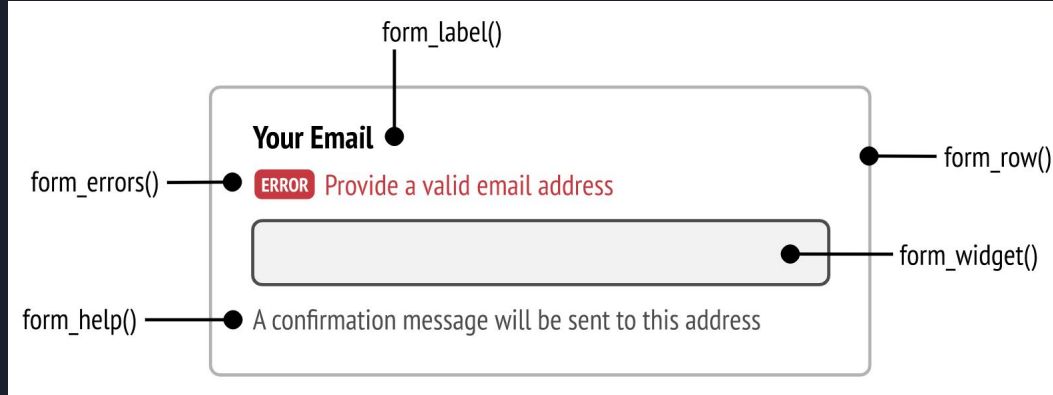 form_label()
Your Email
form_row()
form_errors()
ERROR Provide a valid email address
form_widget()
form_help()
A confirmation message will be sent to this address